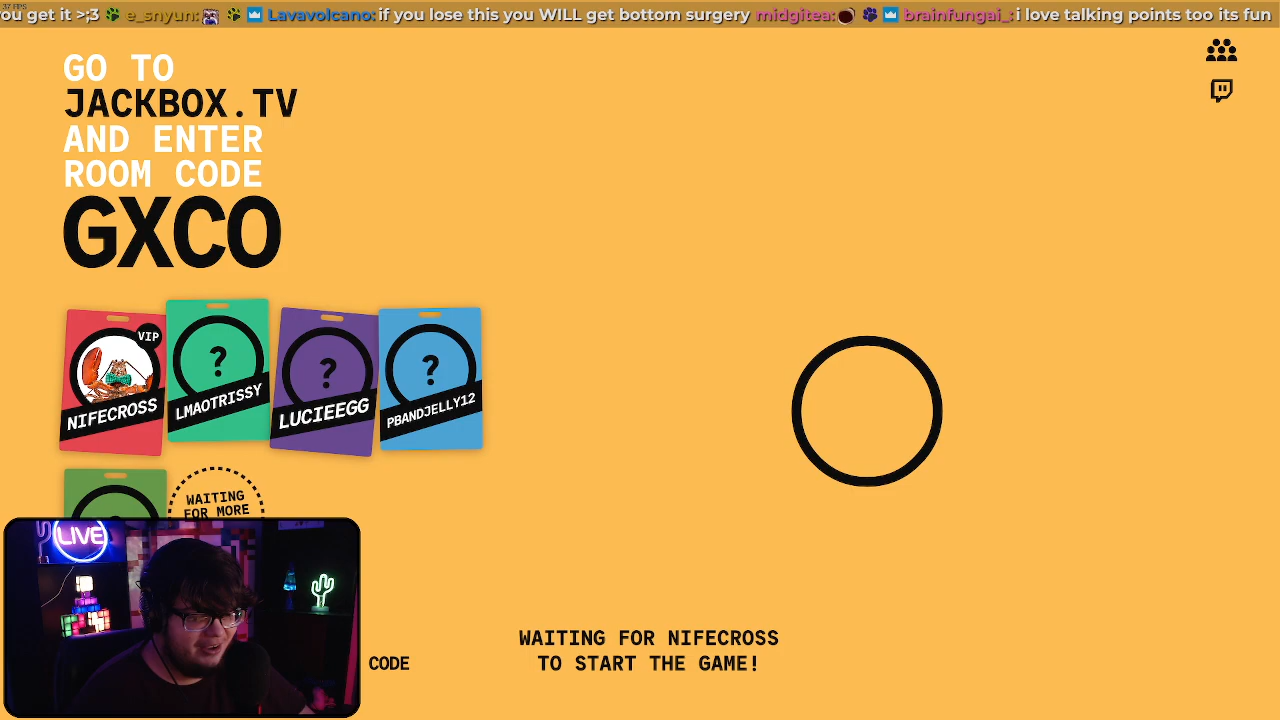 37 FPS
ou get it >;3 e_snyun: Lavavolcano: if you lose this you WILL get bottom surgery midgitea: brainfungai_: i love talking points too its fun
GO TO
JACKBOX.TV
AND ENTER
ROOM CODE
GXCO
VIP
NIFECROSS
?
LMAOTRISSY
?
LUCIEEGG
?
PBANDJELLY12
WAITING
FOR MORE
LIVE
CODE
WAITING FOR NIFECROSS
TO START THE GAME!